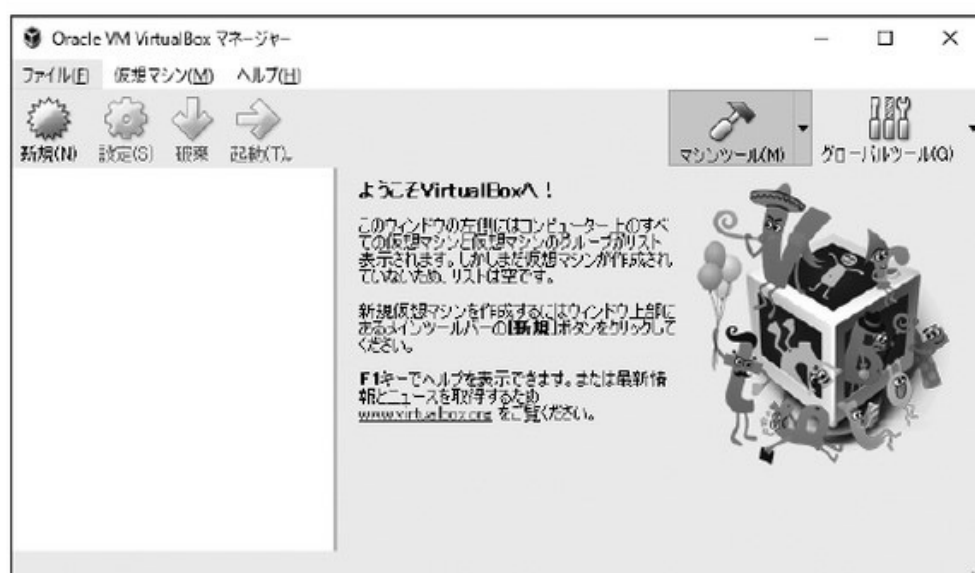 Oracle VM VirtualBox マネージャー
ファイル(F) 仮想マシン(M) ヘルプ(H)
新規(N) 設定(S) 破棄 起動(T)
マシンツール(M) グローバルツール(G)
ようこそVirtualBoxへ！
このウィンドウの左側にはコンピューター上のすべ
ての仮想マシンと仮想マシンのグループがリスト
表示されます。しかしまだ仮想マシンが作成され
ていないため、リストは空です。
新規仮想マシンを作成するにはウィンドウ上部に
あるメインツールバーの[新規]ボタンをクリックして
ください。
F1キーでヘルプを表示できます。または最新情
報とニュースを取得するため
www.virtualbox.org をご覧ください。